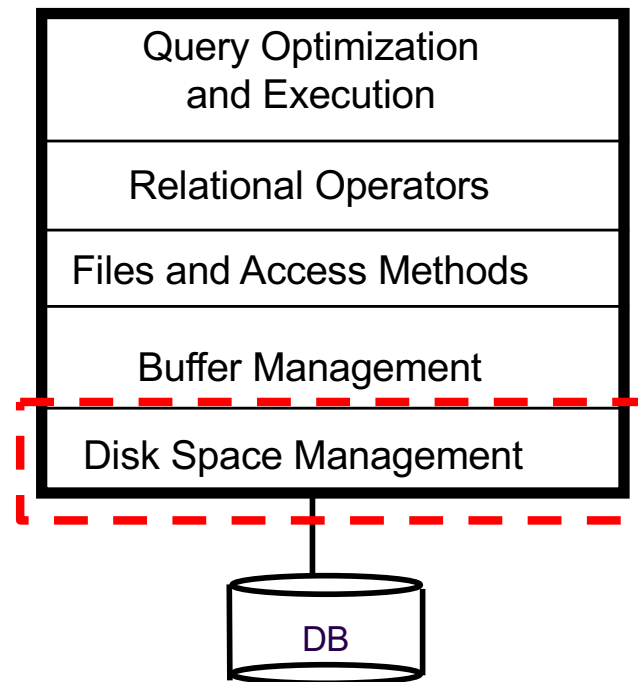 Query Optimization
and Execution
Relational Operators
Files and Access Methods
Buffer Management
Disk Space Management
DB